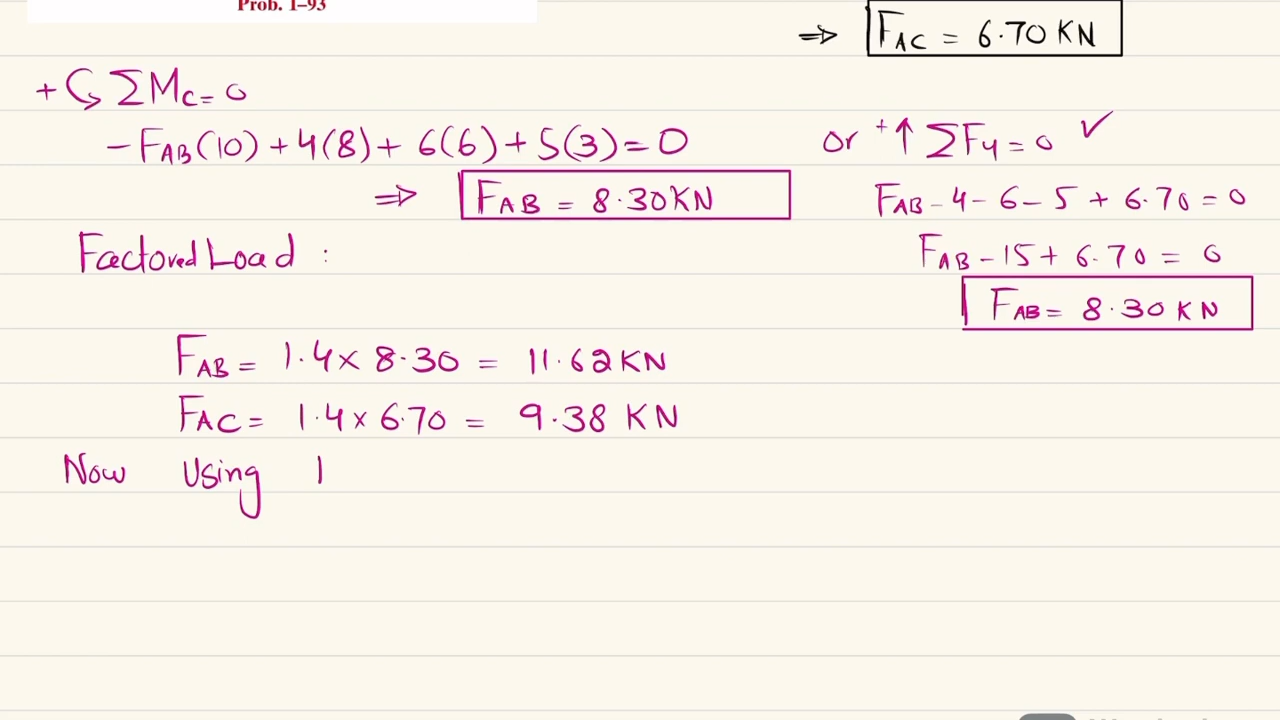 Prob. 1–93
⇒ FAC = 6.70 KN
+ ↺ ΣMC = 0
- FAB(10) + 4(8) + 6(6) + 5(3) = 0
⇒ FAB = 8.30KN
or +↑ ΣFy = 0 ✓
FAB - 4 - 6 - 5 + 6.70 = 0
FAB - 15 + 6.70 = 0
FAB = 8.30 KN
Factored Load :
FAB = 1.4 × 8.30 = 11.62 KN
FAC = 1.4 × 6.70 = 9.38 KN
Now Using